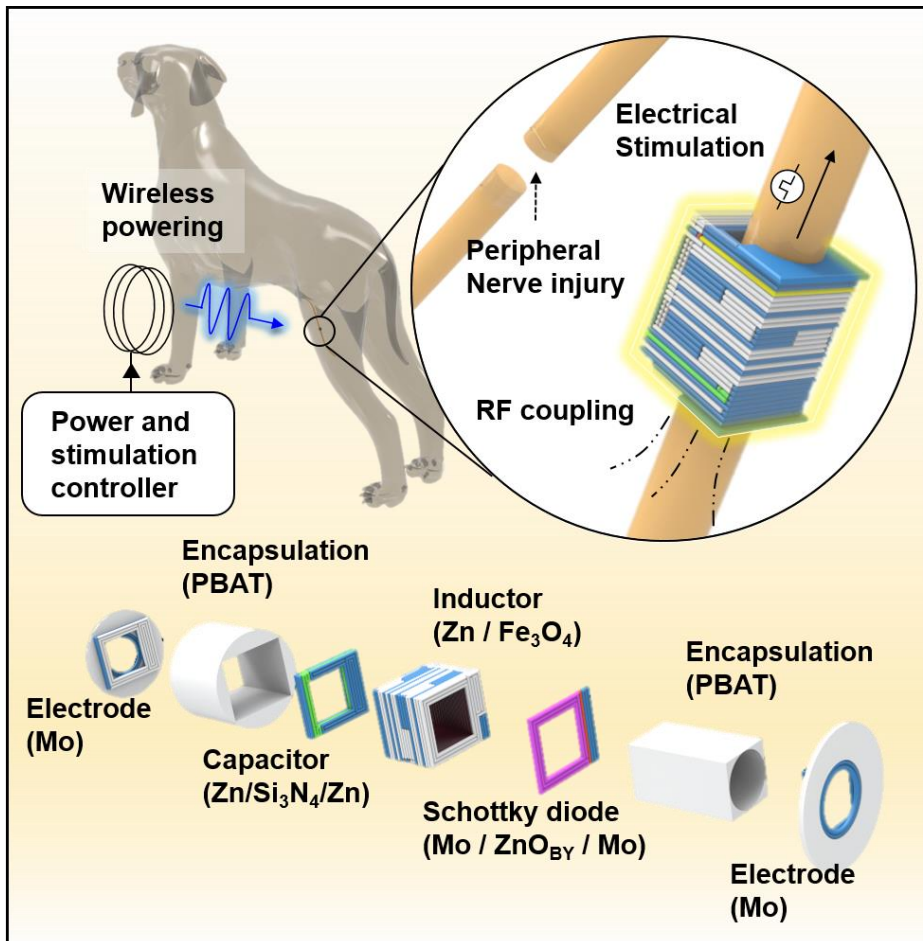 Wireless
powering
Power and
stimulation
controller
Electrical
Stimulation
Peripheral
Nerve injury
RF coupling
Electrode
(Mo)
Encapsulation
(PBAT)
Capacitor
(Zn/Si₃N₄/Zn)
Inductor
(Zn / Fe₃O₄)
Schottky diode
(Mo / ZnO_BY / Mo)
Encapsulation
(PBAT)
Electrode
(Mo)